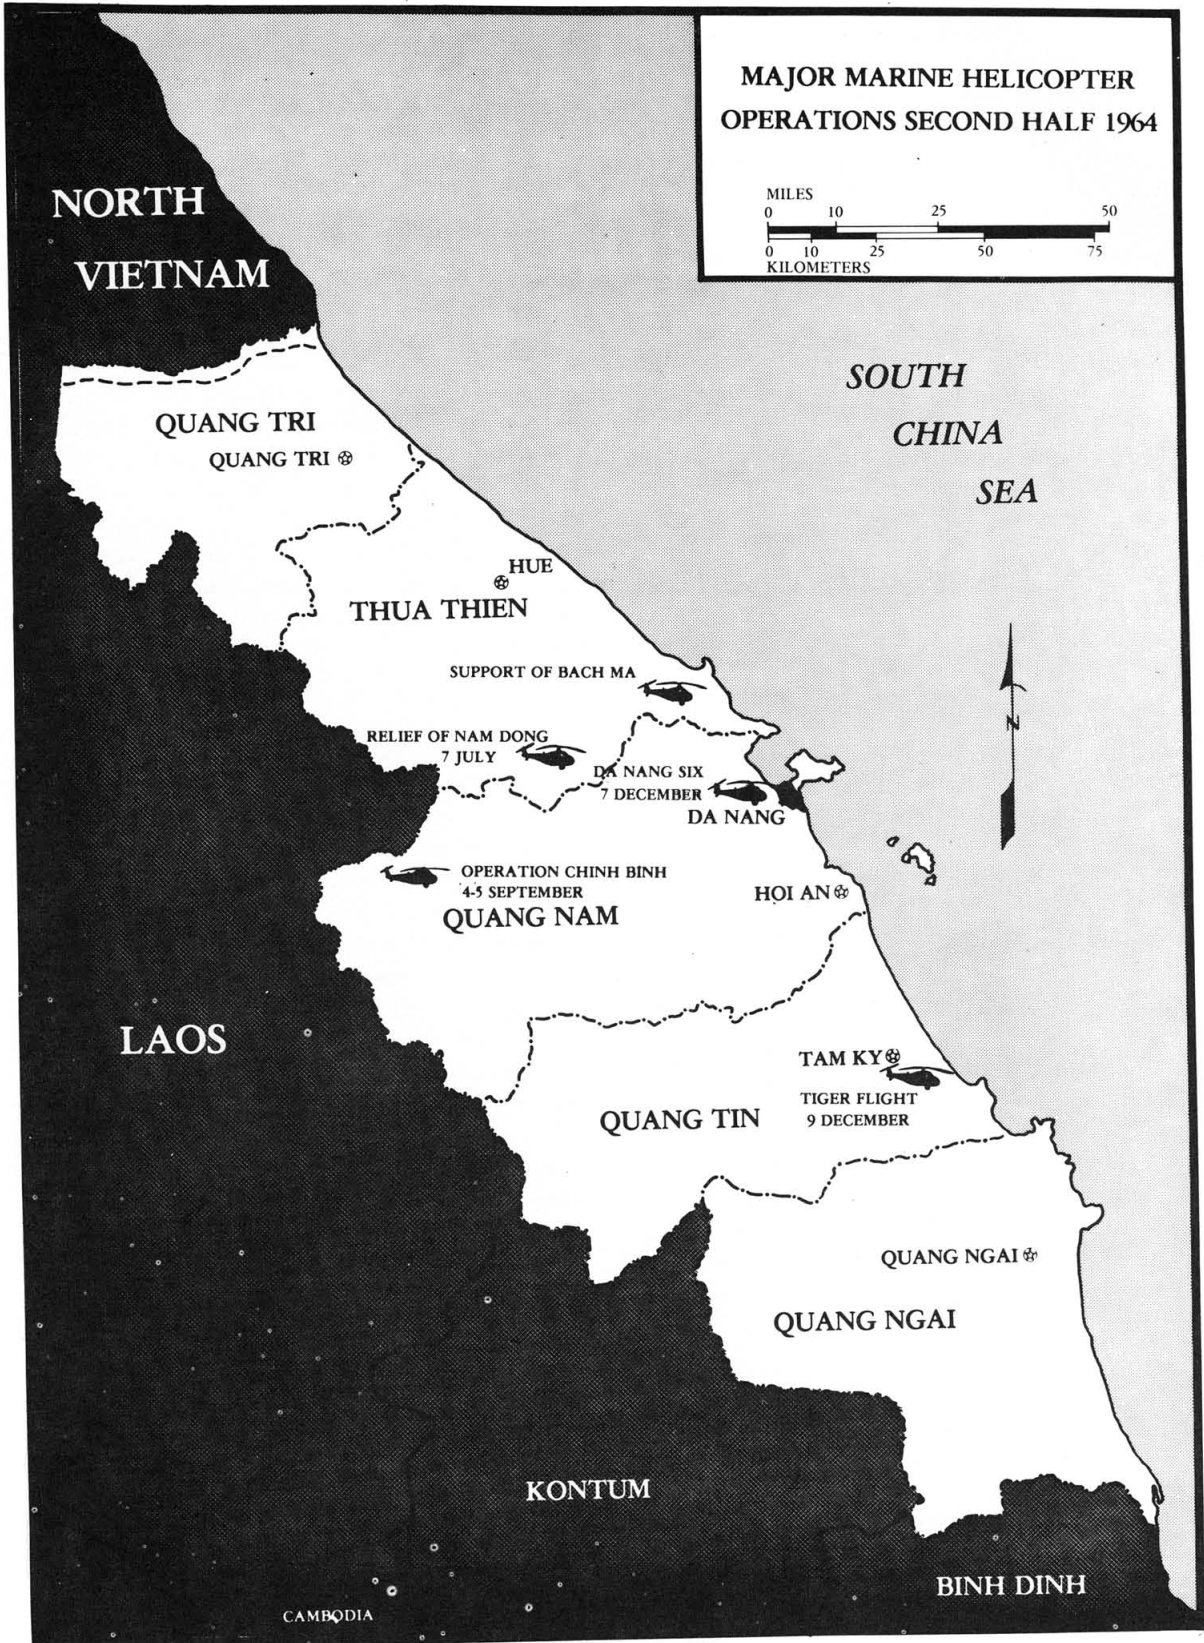 MAJOR MARINE HELICOPTER
OPERATIONS SECOND HALF 1964
MILES
0 10 25 50
0 10 25 50 75
KILOMETERS
NORTH
VIETNAM
SOUTH
CHINA
SEA
QUANG TRI
QUANG TRI
HUE
THUA THIEN
SUPPORT OF BACH MA
N
RELIEF OF NAM DONG
7 JULY
DA NANG SIX
7 DECEMBER
DA NANG
OPERATION CHINH BINH
4-5 SEPTEMBER
HOI AN
QUANG NAM
LAOS
TAM KY
TIGER FLIGHT
9 DECEMBER
QUANG TIN
QUANG NGAI
QUANG NGAI
KONTUM
BINH DINH
CAMBODIA